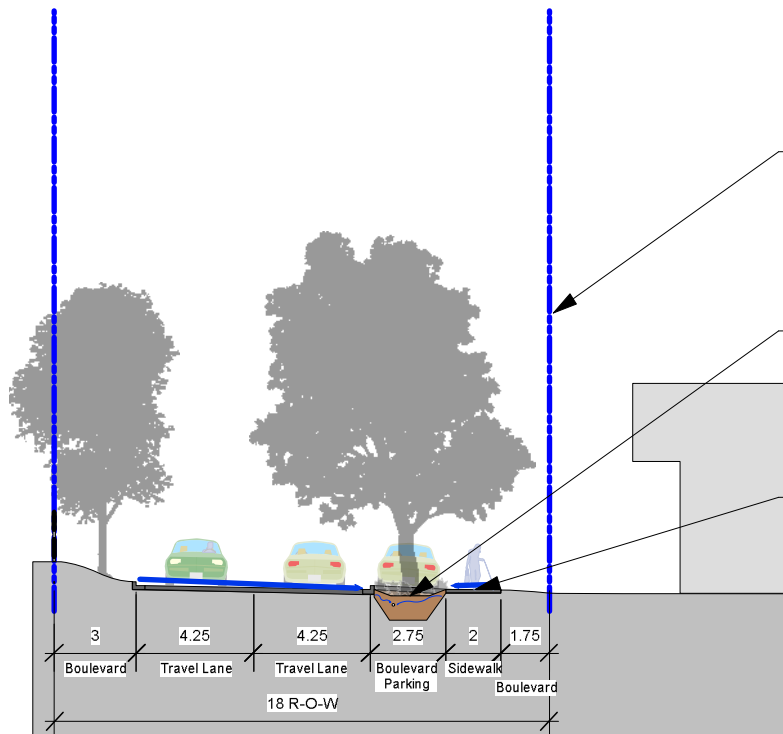 3
4.25
4.25
2.75
2
1.75
Boulevard
Travel Lane
Travel Lane
Boulevard
Parking
Sidewalk
Boulevard
18 R-O-W